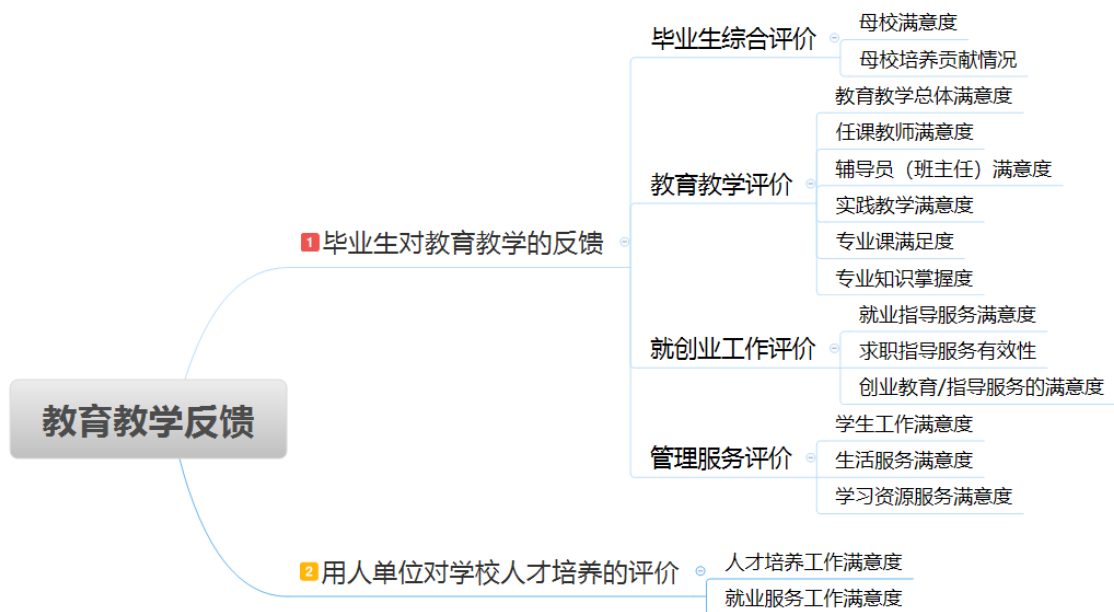 教育教学反馈
1 毕业生对教育教学的反馈
毕业生综合评价
母校满意度
母校培养贡献情况
教育教学评价
教育教学总体满意度
任课教师满意度
辅导员（班主任）满意度
实践教学满意度
专业课满足度
专业知识掌握度
就创业工作评价
就业指导服务满意度
求职指导服务有效性
创业教育/指导服务的满意度
管理服务评价
学生工作满意度
生活服务满意度
学习资源服务满意度
2 用人单位对学校人才培养的评价
人才培养工作满意度
就业服务工作满意度